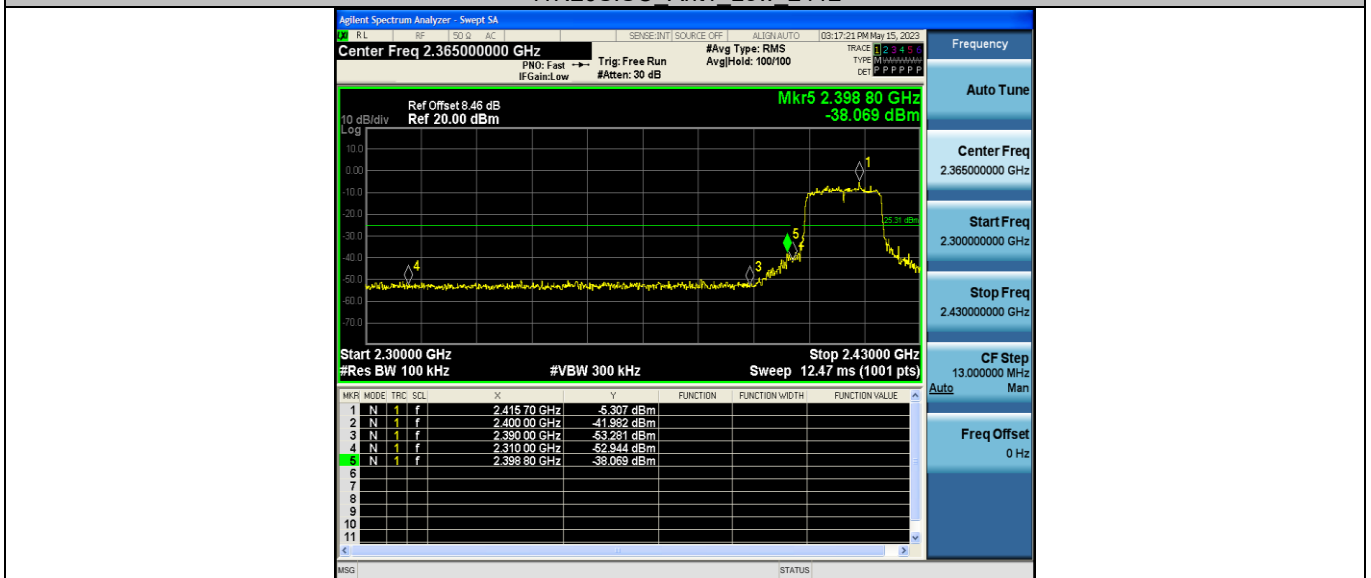 Agilent Spectrum Analyzer - Swept SA
RL RF 50 Ω AC SENSE:INT SOURCE OFF ALIGN AUTO 03:17:21 PM May 15, 2023
Center Freq 2.365000000 GHz
PNO: Fast
IFGain:Low
Trig: Free Run
#Atten: 30 dB
#Avg Type: RMS
Avg|Hold: 100/100
TRACE 1 2 3 4 5 6
TYPE M
DET P P P P P P
Mkr5 2.398 80 GHz
-38.069 dBm
Ref Offset 8.46 dB
10 dB/div Ref 20.00 dBm
Log
10.0
0.00
-10.0
-20.0
-30.0
-40.0
-50.0
-60.0
-70.0
1
5
3
4
Start 2.30000 GHz Stop 2.43000 GHz
#Res BW 100 kHz #VBW 300 kHz Sweep 12.47 ms (1001 pts)
MKR MODE TRC SCL X Y FUNCTION FUNCTION WIDTH FUNCTION VALUE
1 N 1 f 2.415 70 GHz -5.307 dBm
2 N 1 f 2.400 00 GHz -41.982 dBm
3 N 1 f 2.390 00 GHz -53.281 dBm
4 N 1 f 2.310 00 GHz -52.944 dBm
5 N 1 f 2.398 80 GHz -38.069 dBm
6
7
8
9
10
11
MSG STATUS
Frequency
Auto Tune
Center Freq
2.365000000 GHz
Start Freq
2.300000000 GHz
Stop Freq
2.430000000 GHz
CF Step
13.000000 MHz
Auto Man
Freq Offset
0 Hz